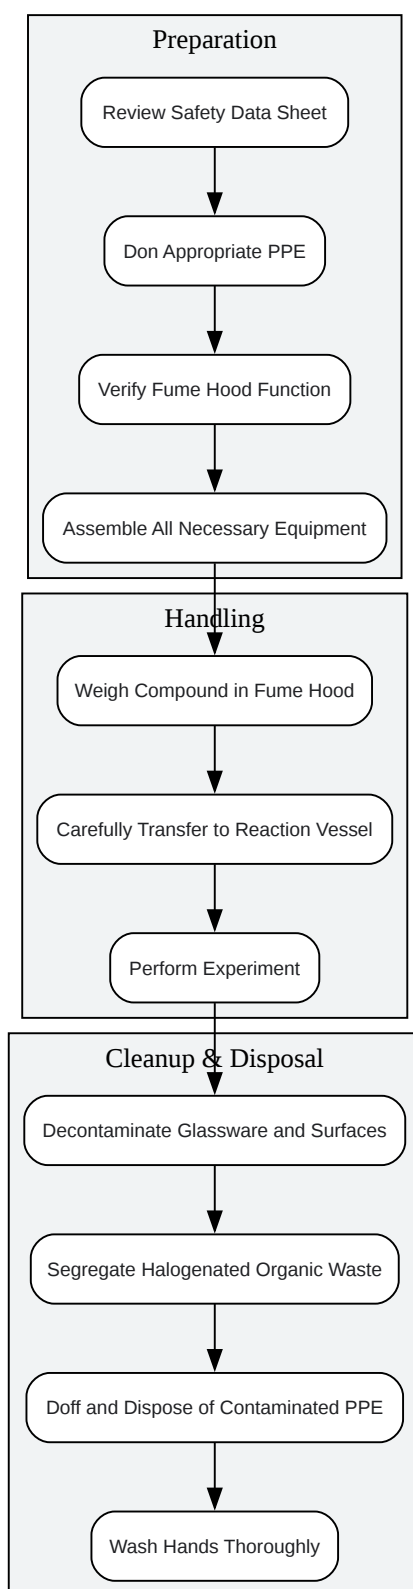 Preparation
Review Safety Data Sheet
Don Appropriate PPE
Verify Fume Hood Function
Assemble All Necessary Equipment
Handling
Weigh Compound in Fume Hood
Carefully Transfer to Reaction Vessel
Perform Experiment
Cleanup & Disposal
Decontaminate Glassware and Surfaces
Segregate Halogenated Organic Waste
Doff and Dispose of Contaminated PPE
Wash Hands Thoroughly